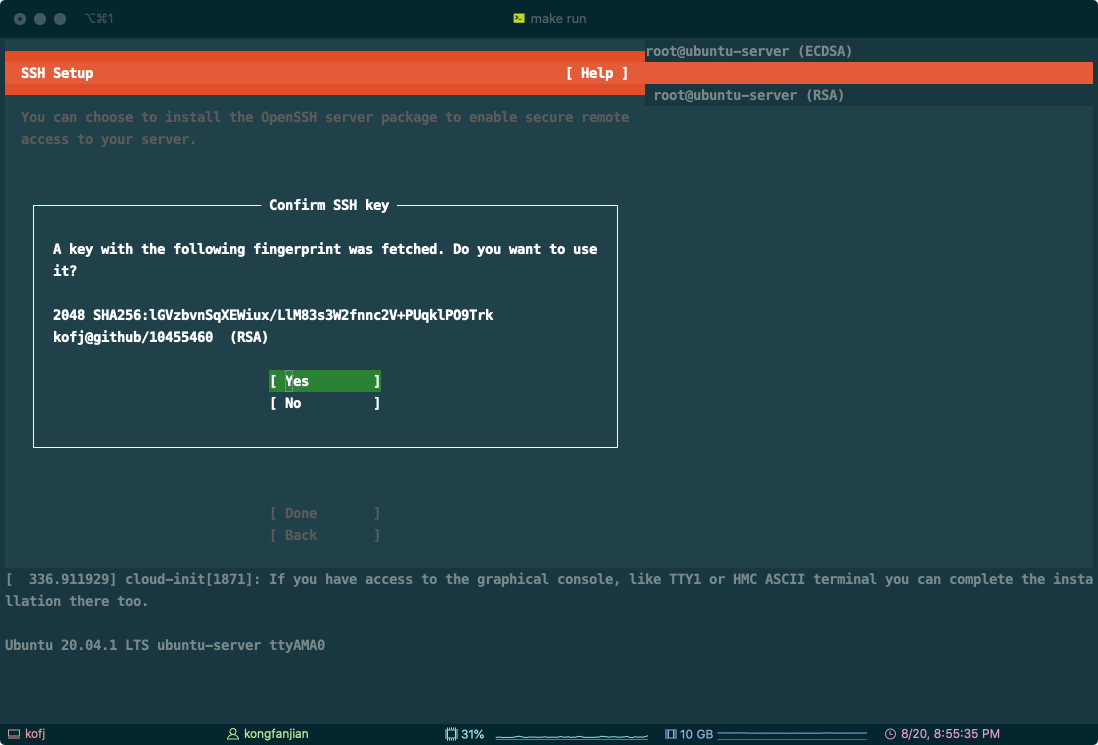 ⌥⌘1
make run
root@ubuntu-server (ECDSA)
SSH Setup [ Help ]
root@ubuntu-server (RSA)
You can choose to install the OpenSSH server package to enable secure remote
access to your server.
Confirm SSH key
A key with the following fingerprint was fetched. Do you want to use
it?
2048 SHA256:lGVzbvnSqXEWiux/LlM83s3W2fnnc2V+PUqklPO9Trk
kofj@github/10455460  (RSA)
[ Yes ]
[ No ]
[ Done ]
[ Back ]
[  336.911929] cloud-init[1871]: If you have access to the graphical console, like TTY1 or HMC ASCII terminal you can complete the insta
llation there too.
Ubuntu 20.04.1 LTS ubuntu-server ttyAMA0
kofj kongfanjian 31% 10 GB 8/20, 8:55:35 PM